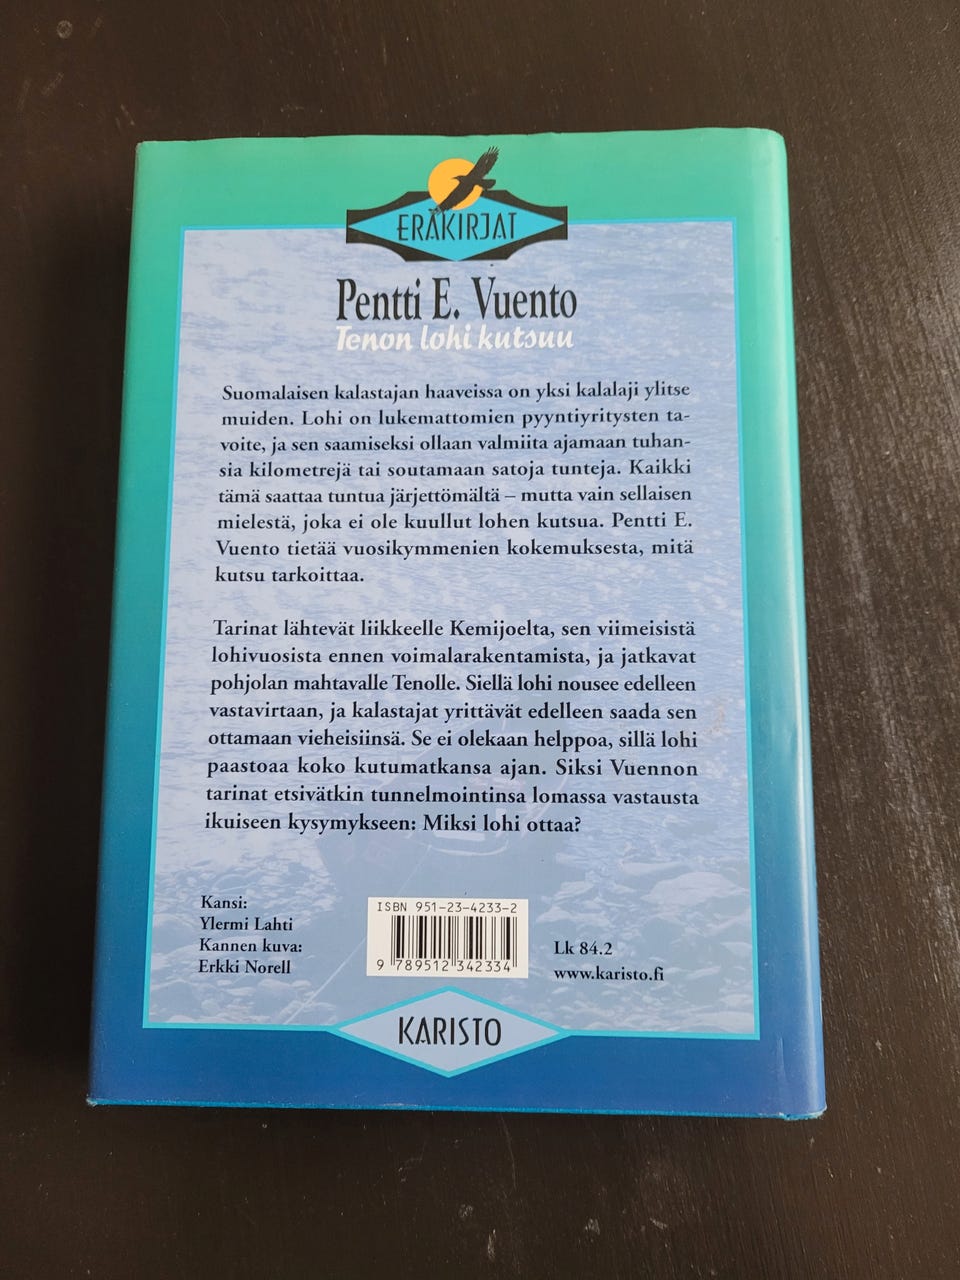 ERÄKIRJAT
Pentti E. Vuento
Tenon lohi kutsuu
Suomalaisen kalastajan haaveissa on yksi kalalaji ylitse
muiden. Lohi on lukemattomien pyyntiyritysten ta-
voite, ja sen saamiseksi ollaan valmiita ajamaan tuhan-
sia kilometrejä tai soutamaan satoja tunteja. Kaikki
tämä saattaa tuntua järjettömältä – mutta vain sellaisen
mielestä, joka ei ole kuullut lohen kutsua. Pentti E.
Vuento tietää vuosikymmenien kokemuksesta, mitä
kutsu tarkoittaa.
Tarinat lähtevät liikkeelle Kemijoelta, sen viimeisistä
lohivuosista ennen voimalarakentamista, ja jatkavat
pohjolan mahtavalle Tenolle. Siellä lohi nousee edelleen
vastavirtaan, ja kalastajat yrittävät edelleen saada sen
ottamaan vieheisiinsä. Se ei olekaan helppoa, sillä lohi
paastoaa koko kutumatkansa ajan. Siksi Vuennon
tarinat etsivätkin tunnelmointinsa lomassa vastausta
ikuiseen kysymykseen: Miksi lohi ottaa?
Kansi:
Ylermi Lahti
Kannen kuva:
Erkki Norell
ISBN 951-23-4233-2
9 789512 342334
Lk 84.2
www.karisto.fi
KARISTO